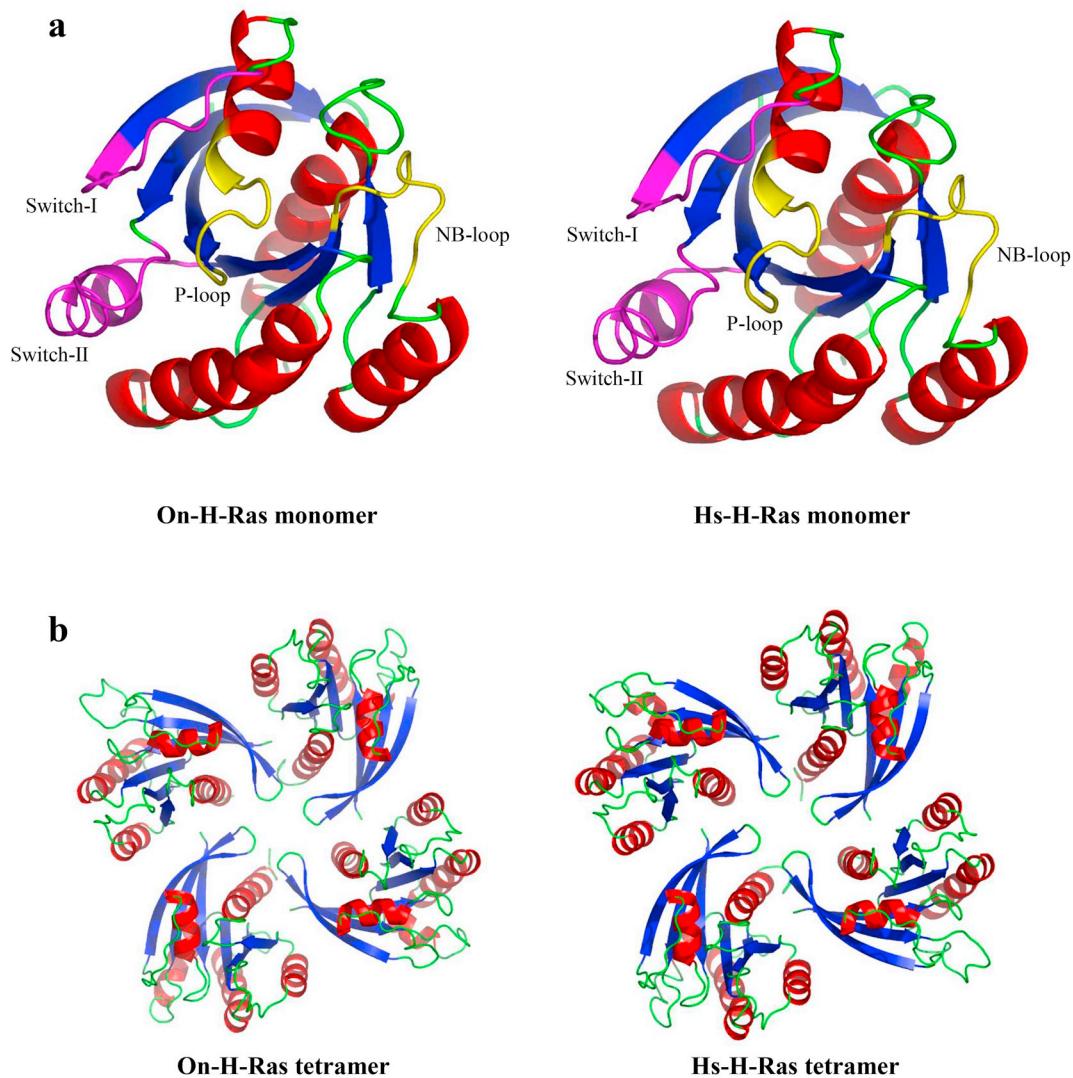 a
Switch-I
P-loop
NB-loop
Switch-II
On-H-Ras monomer
Switch-I
P-loop
NB-loop
Switch-II
Hs-H-Ras monomer
b
On-H-Ras tetramer
Hs-H-Ras tetramer